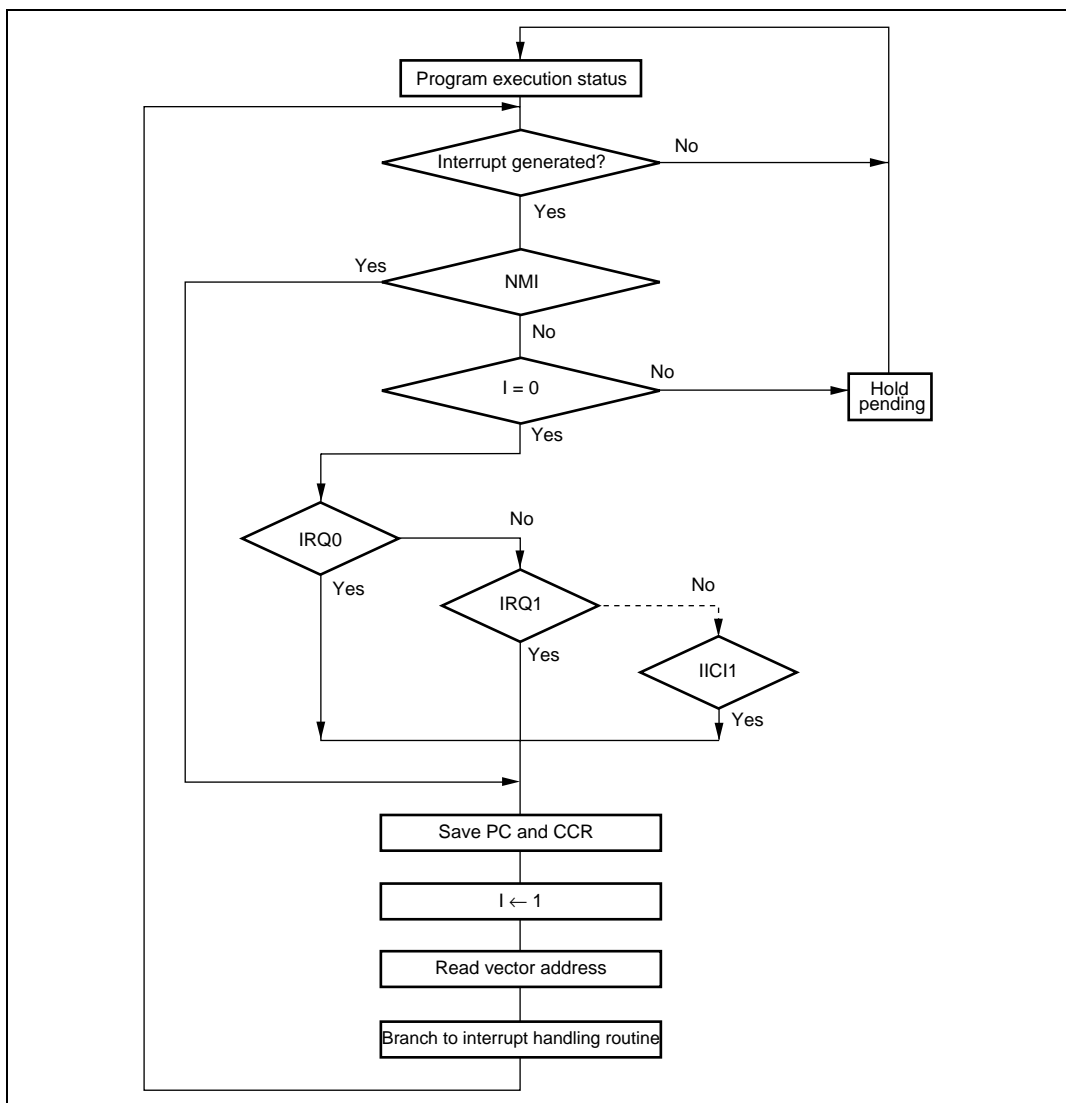 Program execution status
Interrupt generated?
No
Yes
Yes
NMI
No
I = 0
No
Hold
pending
Yes
IRQ0
No
Yes
IRQ1
No
Yes
IICI1
Yes
Save PC and CCR
I ← 1
Read vector address
Branch to interrupt handling routine